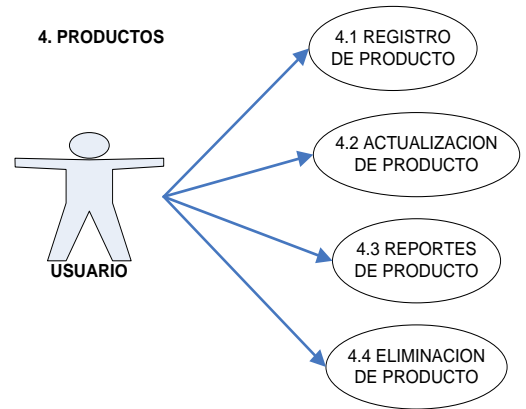 4. PRODUCTOS
4.1 REGISTRO
DE PRODUCTO
4.2 ACTUALIZACION
DE PRODUCTO
USUARIO
4.3 REPORTES
DE PRODUCTO
4.4 ELIMINACION
DE PRODUCTO